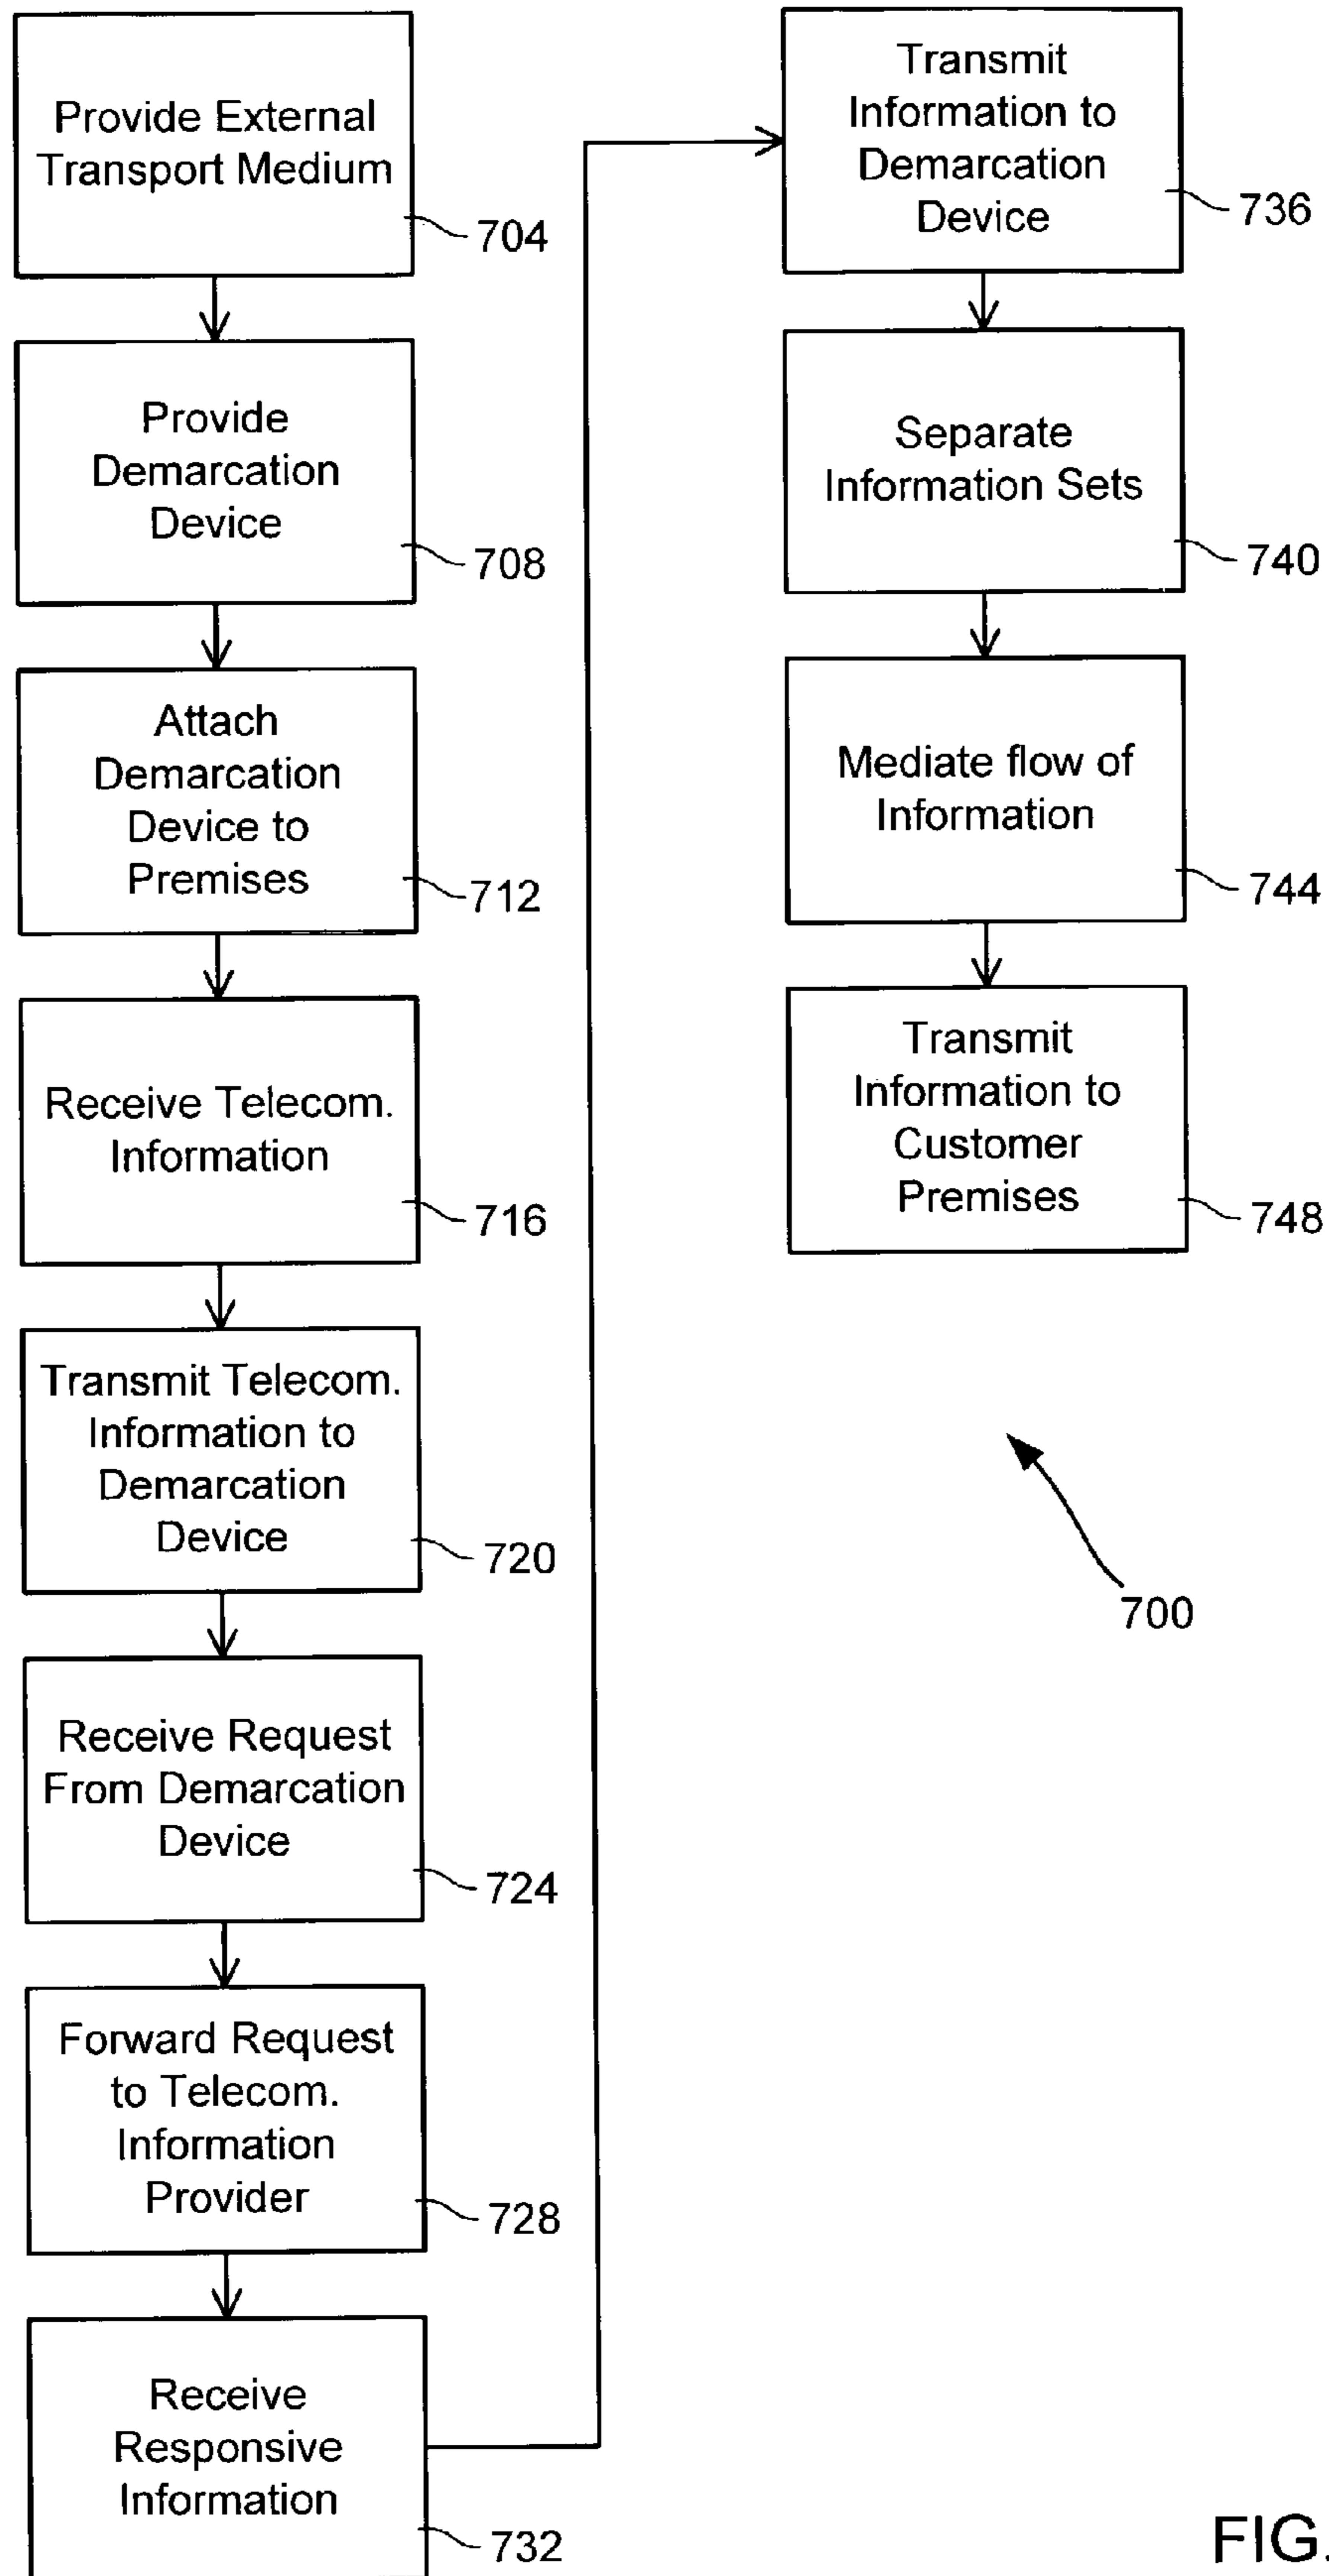 Provide External
Transport Medium
704
Provide
Demarcation
Device
708
Attach
Demarcation
Device to
Premises
712
Receive Telecom.
Information
716
Transmit Telecom.
Information to
Demarcation
Device
720
Receive Request
From Demarcation
Device
724
Forward Request
to Telecom.
Information
Provider
728
Receive
Responsive
Information
732
Transmit
Information to
Demarcation
Device
736
Separate
Information Sets
740
Mediate flow of
Information
744
Transmit
Information to
Customer
Premises
748
700
FIG.